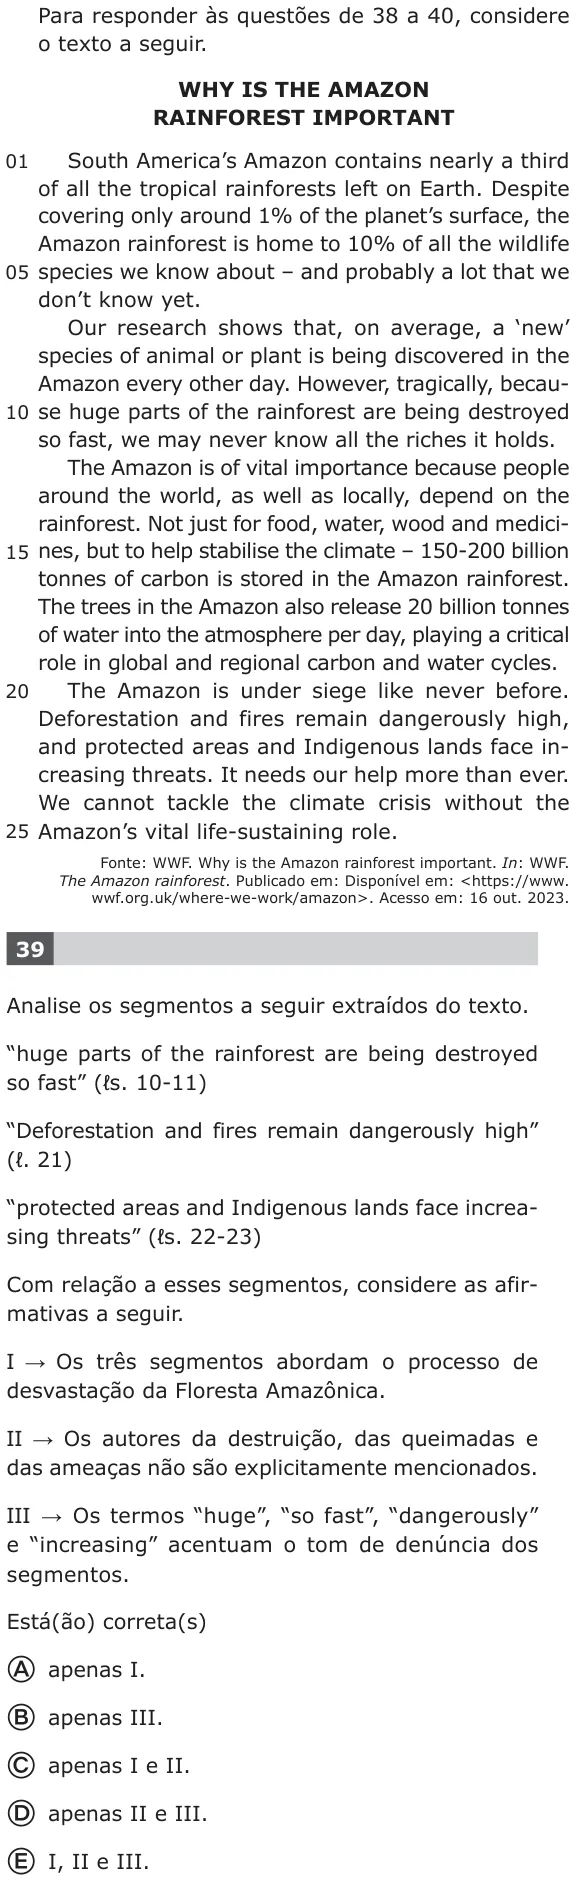 Para responder às questões de 38 a 40, considere
o texto a seguir.
WHY IS THE AMAZON
RAINFOREST IMPORTANT
01 South America’s Amazon contains nearly a third
of all the tropical rainforests left on Earth. Despite
covering only around 1% of the planet’s surface, the
Amazon rainforest is home to 10% of all the wildlife
05 species we know about – and probably a lot that we
don’t know yet.
Our research shows that, on average, a ‘new’
species of animal or plant is being discovered in the
Amazon every other day. However, tragically, becau-
10 se huge parts of the rainforest are being destroyed
so fast, we may never know all the riches it holds.
The Amazon is of vital importance because people
around the world, as well as locally, depend on the
rainforest. Not just for food, water, wood and medici-
15 nes, but to help stabilise the climate – 150-200 billion
tonnes of carbon is stored in the Amazon rainforest.
The trees in the Amazon also release 20 billion tonnes
of water into the atmosphere per day, playing a critical
role in global and regional carbon and water cycles.
20 The Amazon is under siege like never before.
Deforestation and fires remain dangerously high,
and protected areas and Indigenous lands face in-
creasing threats. It needs our help more than ever.
We cannot tackle the climate crisis without the
25 Amazon’s vital life-sustaining role.
Fonte: WWF. Why is the Amazon rainforest important. In: WWF.
The Amazon rainforest. Publicado em: Disponível em: <https://www.
wwf.org.uk/where-we-work/amazon>. Acesso em: 16 out. 2023.
39
Analise os segmentos a seguir extraídos do texto.
“huge parts of the rainforest are being destroyed
so fast” (ℓs. 10-11)
“Deforestation and fires remain dangerously high”
(ℓ. 21)
“protected areas and Indigenous lands face increa-
sing threats” (ℓs. 22-23)
Com relação a esses segmentos, considere as afir-
mativas a seguir.
I → Os três segmentos abordam o processo de
desvastação da Floresta Amazônica.
II → Os autores da destruição, das queimadas e
das ameaças não são explicitamente mencionados.
III → Os termos “huge”, “so fast”, “dangerously”
e “increasing” acentuam o tom de denúncia dos
segmentos.
Está(ão) correta(s)
A apenas I.
B apenas III.
C apenas I e II.
D apenas II e III.
E I, II e III.